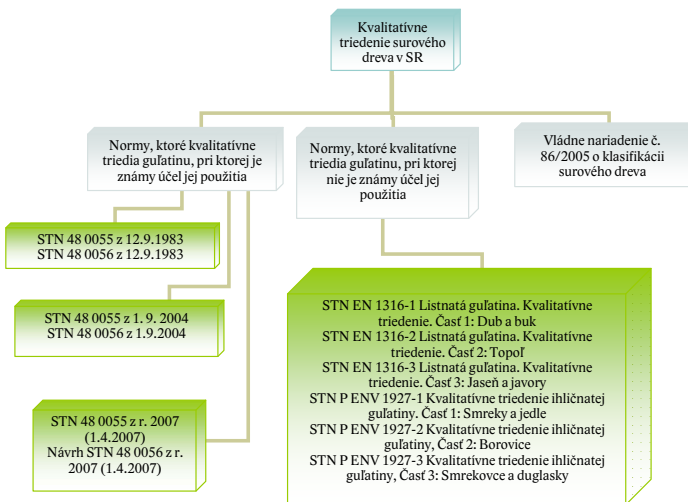 Kvalitatívne
triedenie surového
dreva v SR
Normy, ktoré kvalitatívne
triedia guľatinu, pri ktorej je
známy účel jej použitia
Normy, ktoré kvalitatívne
triedia guľatinu, pri ktorej
nie je známy účel jej
použitia
Vládne nariadenie č.
86/2005 o klasifikácii
surového dreva
STN 48 0055 z 12.9.1983
STN 48 0056 z 12.9.1983
STN 48 0055 z 1. 9. 2004
STN 48 0056 z 1.9.2004
STN 48 0055 z r. 2007
(1.4.2007)
Návrh STN 48 0056 z r.
2007 (1.4.2007)
STN EN 1316-1 Listnatá guľatina. Kvalitatívne
triedenie. Časť 1: Dub a buk
STN EN 1316-2 Listnatá guľatina. Kvalitatívne
triedenie. Časť 2: Topoľ
STN EN 1316-3 Listnatá guľatina. Kvalitatívne
triedenie. Časť 3: Jaseň a javory
STN P ENV 1927-1 Kvalitatívne triedenie ihličnatej
guľatiny. Časť 1: Smreky a jedle
STN P ENV 1927-2 Kvalitatívne triedenie ihličnatej
guľatiny, Časť 2: Borovice
STN P ENV 1927-3 Kvalitatívne triedenie ihličnatej
guľatiny, Časť 3: Smrekovce a duglasky